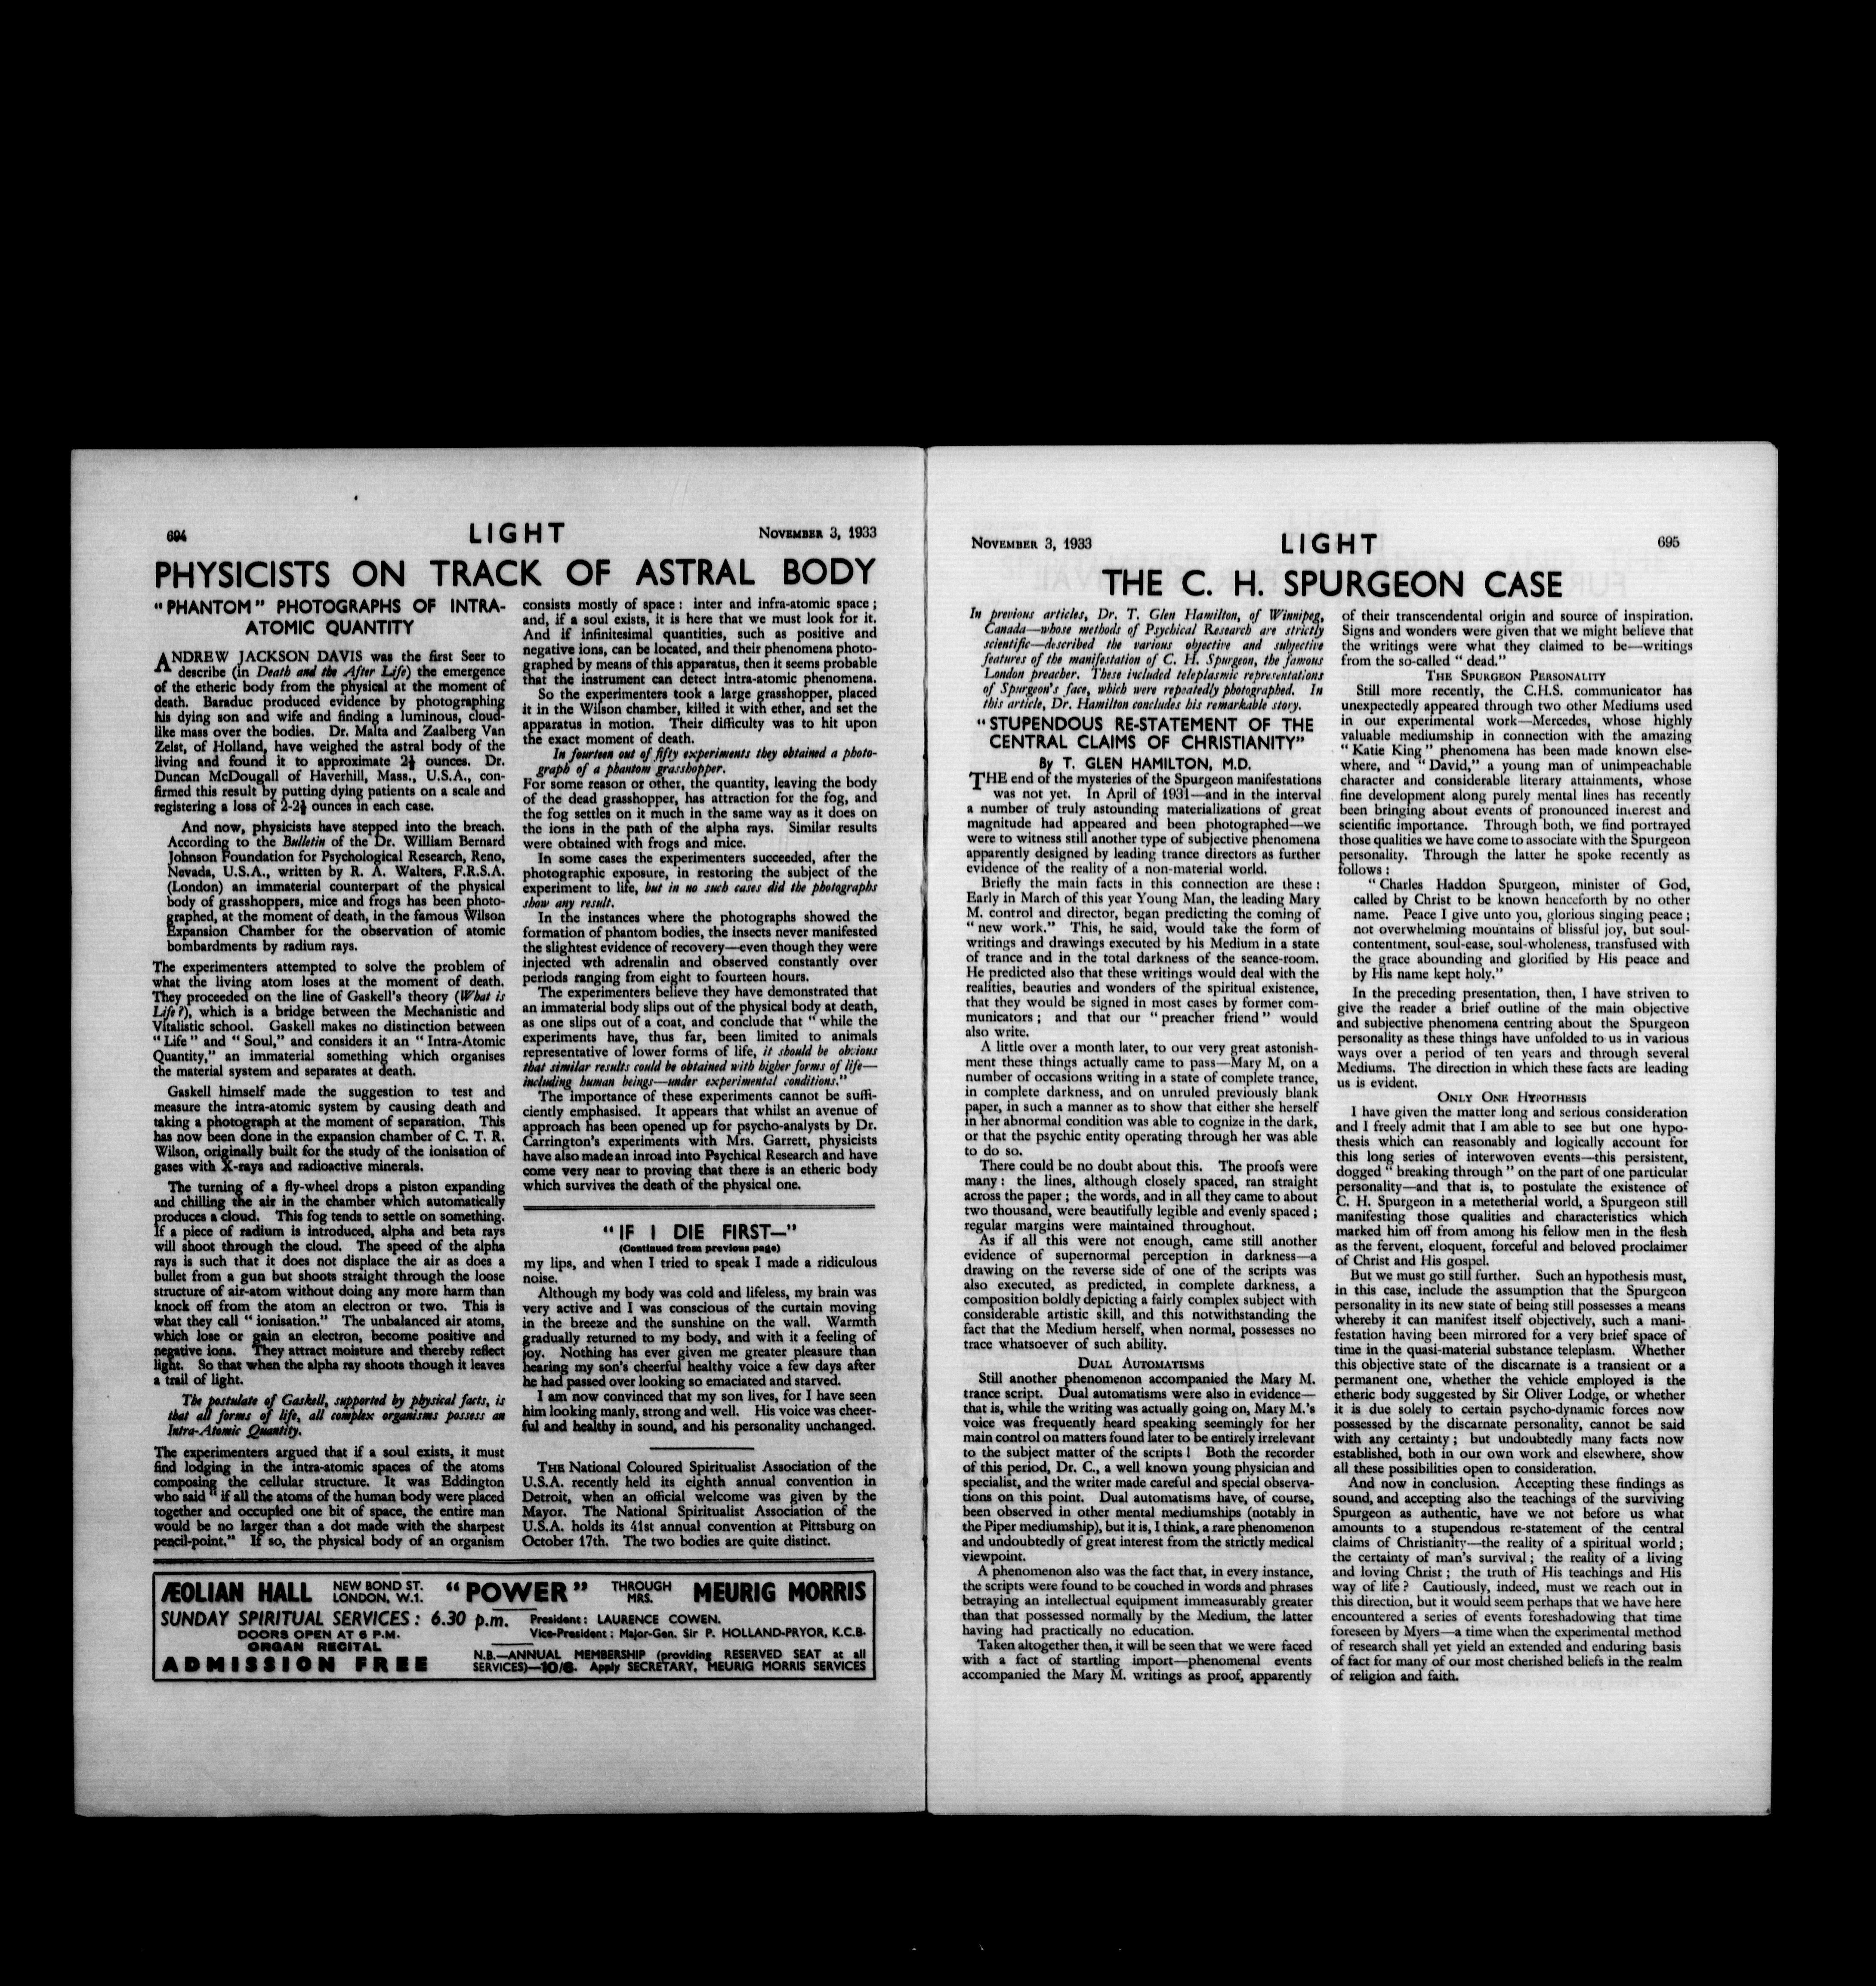 694
LIGHT
NOVEMBER 3, 1933
PHYSICISTS ON TRACK OF ASTRAL BODY
"PHANTOM" PHOTOGRAPHS OF INTRA-
ATOMIC QUANTITY
ANDREW JACKSON DAVIS was the first Seer to
describe (in Death and the After Life) the emergence
of the etheric body from the physical at the moment of
death. Baraduc produced evidence by photographing
his dying son and wife and finding a luminous, cloud-
like mass over the bodies. Dr. Malta and Zaalberg Van
Zelst, of Holland, have weighed the astral body of the
living and found it to approximate 2¼ ounces. Dr.
Duncan McDougall of Haverhill, Mass., U.S.A., con-
firmed this result by putting dying patients on a scale and
registering a loss of 2-2½ ounces in each case.
And now, physicists have stepped into the breach.
According to the Bulletin of the Dr. William Bernard
Johnson Foundation for Psychological Research, Reno,
Nevada, U.S.A., written by R. A. Walters, F.R.S.A.
(London) an immaterial counterpart of the physical
body of grasshoppers, mice and frogs has been photo-
graphed, at the moment of death, in the famous Wilson
Expansion Chamber for the observation of atomic
bombardments by radium rays.
The experimenters attempted to solve the problem of
what the living atom loses at the moment of death.
They proceeded on the line of Gaskell's theory (What is
Life?), which is a bridge between the Mechanistic and
Vitalistic school. Gaskell makes no distinction between
"Life" and "Soul," and considers it an "Intra-Atomic
Quantity," an immaterial something which organises
the material system and separates at death.
Gaskell himself made the suggestion to test and
measure the intra-atomic system by causing death and
taking a photograph at the moment of separation. This
has now been done in the expansion chamber of C. T. R.
Wilson, originally built for the study of the ionisation of
gases with X-rays and radioactive minerals.
The turning of a fly-wheel drops a piston expanding
and chilling the air in the chamber which automatically
produces a cloud. This fog tends to settle on something.
If a piece of radium is introduced, alpha and beta rays
will shoot through the cloud. The speed of the alpha
rays is such that it does not displace the air as does a
bullet from a gun but shoots straight through the loose
structure of air-atom without doing any more harm than
knock off from the atom an electron or two. This is
what they call "ionisation." The unbalanced air atoms,
which lose or gain an electron, become positive and
negative ions. They attract moisture and thereby reflect
light. So that when the alpha ray shoots though it leaves
a trail of light.
The postulate of Gaskell, supported by physical facts, is
that all forms of life, all complex organisms possess an
Intra-Atomic Quantity.
The experimenters argued that if a soul exists, it must
find lodging in the intra-atomic spaces of the atoms
composing the cellular structure. It was Eddington
who said "if all the atoms of the human body were placed
together and occupied one bit of space, the entire man
would be no larger than a dot made with the sharpest
pencil-point." If so, the physical body of an organism
consists mostly of space: inter and infra-atomic space;
and, if a soul exists, it is here that we must look for it.
And if infinitesimal quantities, such as positive and
negative ions, can be located, and their phenomena photo-
graphed by means of this apparatus, then it seems probable
that the instrument can detect intra-atomic phenomena.
So the experimenters took a large grasshopper, placed
it in the Wilson chamber, killed it with ether, and set the
apparatus in motion. Their difficulty was to hit upon
the exact moment of death.
In fourteen out of fifty experiments they obtained a photo-
graph of a phantom grasshopper.
For some reason or other, the quantity, leaving the body
of the dead grasshopper, has attraction for the fog, and
the fog settles on it much in the same way as it does on
the ions in the path of the alpha rays. Similar results
were obtained with frogs and mice.
In some cases the experimenters succeeded, after the
photographic exposure, in restoring the subject of the
experiment to life, but in no such cases did the photographs
show any result.
In the instances where the photographs showed the
formation of phantom bodies, the insects never manifested
the slightest evidence of recovery—even though they were
injected wth adrenalin and observed constantly over
periods ranging from eight to fourteen hours.
The experimenters believe they have demonstrated that
an immaterial body slips out of the physical body at death,
as one slips out of a coat, and conclude that "while the
experiments have, thus far, been limited to animals
representative of lower forms of life, it should be obvious
that similar results could be obtained with higher forms of life—
including human beings—under experimental conditions."
The importance of these experiments cannot be suffi-
ciently emphasised. It appears that whilst an avenue of
approach has been opened up for psycho-analysts by Dr.
Carrington's experiments with Mrs. Garrett, physicists
have also made an inroad into Psychical Research and have
come very near to proving that there is an etheric body
which survives the death of the physical one.
"IF I DIE FIRST—"
(Continued from previous page)
my lips, and when I tried to speak I made a ridiculous
noise.
Although my body was cold and lifeless, my brain was
very active and I was conscious of the curtain moving
in the breeze and the sunshine on the wall. Warmth
gradually returned to my body, and with it a feeling of
joy. Nothing has ever given me greater pleasure than
hearing my son's cheerful healthy voice a few days after
he had passed over looking so emaciated and starved.
I am now convinced that my son lives, for I have seen
him looking manly, strong and well. His voice was cheer-
ful and healthy in sound, and his personality unchanged.
THE National Coloured Spiritualist Association of the
U.S.A. recently held its eighth annual convention in
Detroit, when an official welcome was given by the
Mayor. The National Spiritualist Association of the
U.S.A. holds its 41st annual convention at Pittsburg on
October 17th. The two bodies are quite distinct.
ÆOLIAN HALL NEW BOND ST. LONDON, W.1. "POWER" THROUGH MRS. MEURIG MORRIS
SUNDAY SPIRITUAL SERVICES: 6.30 p.m.
DOORS OPEN AT 6 P.M.
ORGAN RECITAL
ADMISSION FREE
President: LAURENCE COWEN.
Vice-President: Major-Gen. Sir P. HOLLAND-PRYOR, K.C.B.
N.B.—ANNUAL MEMBERSHIP (providing RESERVED SEAT at all
SERVICES)—10/6. Apply SECRETARY, MEURIG MORRIS SERVICES
NOVEMBER 3, 1933
LIGHT
695
THE C. H. SPURGEON CASE
In previous articles, Dr. T. Glen Hamilton, of Winnipeg,
Canada—whose methods of Psychical Research are strictly
scientific—described the various objective and subjective
features of the manifestation of C. H. Spurgeon, the famous
London preacher. These included teleplasmic representations
of Spurgeon's face, which were repeatedly photographed. In
this article, Dr. Hamilton concludes his remarkable story.
"STUPENDOUS RE-STATEMENT OF THE
CENTRAL CLAIMS OF CHRISTIANITY"
By T. GLEN HAMILTON, M.D.
THE end of the mysteries of the Spurgeon manifestations
was not yet. In April of 1931—and in the interval
a number of truly astounding materializations of great
magnitude had appeared and been photographed—we
were to witness still another type of subjective phenomena
apparently designed by leading trance directors as further
evidence of the reality of a non-material world.
Briefly the main facts in this connection are these:
Early in March of this year Young Man, the leading Mary
M. control and director, began predicting the coming of
"new work." This, he said, would take the form of
writings and drawings executed by his Medium in a state
of trance and in the total darkness of the seance-room.
He predicted also that these writings would deal with the
realities, beauties and wonders of the spiritual existence,
that they would be signed in most cases by former com-
municators; and that our "preacher friend" would
also write.
A little over a month later, to our very great astonish-
ment these things actually came to pass—Mary M, on a
number of occasions writing in a state of complete trance,
in complete darkness, and on unruled previously blank
paper, in such a manner as to show that either she herself
in her abnormal condition was able to cognize in the dark,
or that the psychic entity operating through her was able
to do so.
There could be no doubt about this. The proofs were
many: the lines, although closely spaced, ran straight
across the paper; the words, and in all they came to about
two thousand, were beautifully legible and evenly spaced;
regular margins were maintained throughout.
As if all this were not enough, came still another
evidence of supernormal perception in darkness—a
drawing on the reverse side of one of the scripts was
also executed, as predicted, in complete darkness, a
composition boldly depicting a fairly complex subject with
considerable artistic skill, and this notwithstanding the
fact that the Medium herself, when normal, possesses no
trace whatsoever of such ability.
DUAL AUTOMATISMS
Still another phenomenon accompanied the Mary M.
trance script. Dual automatisms were also in evidence—
that is, while the writing was actually going on, Mary M.'s
voice was frequently heard speaking seemingly for her
main control on matters found later to be entirely irrelevant
to the subject matter of the scripts! Both the recorder
of this period, Dr. C., a well known young physician and
specialist, and the writer made careful and special observa-
tions on this point. Dual automatisms have, of course,
been observed in other mental mediumships (notably in
the Piper mediumship), but it is, I think, a rare phenomenon
and undoubtedly of great interest from the strictly medical
viewpoint.
A phenomenon also was the fact that, in every instance,
the scripts were found to be couched in words and phrases
betraying an intellectual equipment immeasurably greater
than that possessed normally by the Medium, the latter
having had practically no education.
Taken altogether then, it will be seen that we were faced
with a fact of startling import—phenomenal events
accompanied the Mary M. writings as proof, apparently
of their transcendental origin and source of inspiration.
Signs and wonders were given that we might believe that
the writings were what they claimed to be—writings
from the so-called "dead."
THE SPURGEON PERSONALITY
Still more recently, the C.H.S. communicator has
unexpectedly appeared through two other Mediums used
in our experimental work—Mercedes, whose highly
valuable mediumship in connection with the amazing
"Katie King" phenomena has been made known else-
where, and "David," a young man of unimpeachable
character and considerable literary attainments, whose
fine development along purely mental lines has recently
been bringing about events of pronounced interest and
scientific importance. Through both, we find portrayed
those qualities we have come to associate with the Spurgeon
personality. Through the latter he spoke recently as
follows:
"Charles Haddon Spurgeon, minister of God,
called by Christ to be known henceforth by no other
name. Peace I give unto you, glorious singing peace;
not overwhelming mountains of blissful joy, but soul-
contentment, soul-ease, soul-wholeness, transfused with
the grace abounding and glorified by His peace and
by His name kept holy."
In the preceding presentation, then, I have striven to
give the reader a brief outline of the main objective
and subjective phenomena centring about the Spurgeon
personality as these things have unfolded to us in various
ways over a period of ten years and through several
Mediums. The direction in which these facts are leading
us is evident.
ONLY ONE HYPOTHESIS
I have given the matter long and serious consideration
and I freely admit that I am able to see but one hypo-
thesis which can reasonably and logically account for
this long series of interwoven events—this persistent,
dogged "breaking through" on the part of one particular
personality—and that is, to postulate the existence of
C. H. Spurgeon in a metetherial world, a Spurgeon still
manifesting those qualities and characteristics which
marked him off from among his fellow men in the flesh
as the fervent, eloquent, forceful and beloved proclaimer
of Christ and His gospel.
But we must go still further. Such an hypothesis must,
in this case, include the assumption that the Spurgeon
personality in its new state of being still possesses a means
whereby it can manifest itself objectively, such a mani-
festation having been mirrored for a very brief space of
time in the quasi-material substance teleplasm. Whether
this objective state of the discarnate is a transient or a
permanent one, whether the vehicle employed is the
etheric body suggested by Sir Oliver Lodge, or whether
it is due solely to certain psycho-dynamic forces now
possessed by the discarnate personality, cannot be said
with any certainty; but undoubtedly many facts now
established, both in our own work and elsewhere, show
all these possibilities open to consideration.
And now in conclusion. Accepting these findings as
sound, and accepting also the teachings of the surviving
Spurgeon as authentic, have we not before us what
amounts to a stupendous re-statement of the central
claims of Christianity—the reality of a spiritual world;
the certainty of man's survival; the reality of a living
and loving Christ; the truth of His teachings and His
way of life? Cautiously, indeed, must we reach out in
this direction, but it would seem perhaps that we have here
encountered a series of events foreshadowing that time
foreseen by Myers—a time when the experimental method
of research shall yet yield an extended and enduring basis
of fact for many of our most cherished beliefs in the realm
of religion and faith.